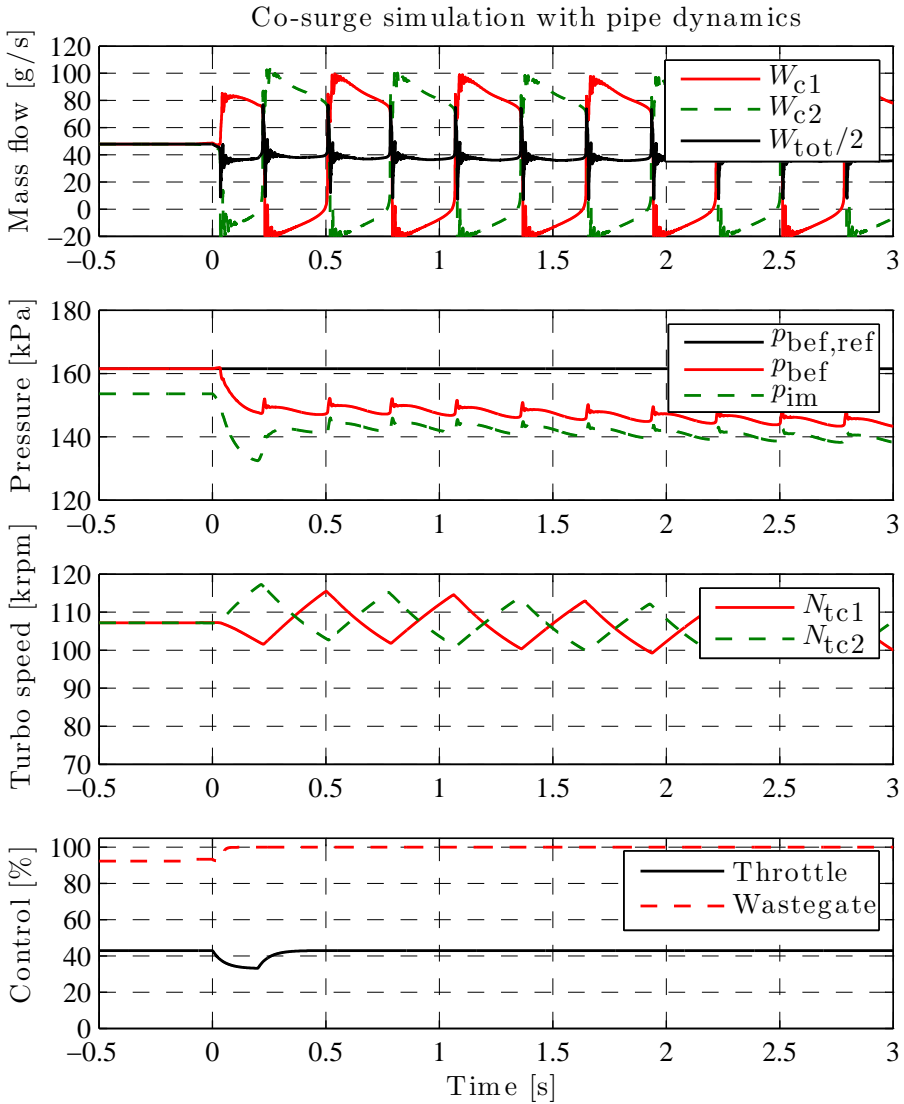 Co-surge simulation with pipe dynamics
Mass flow [g/s]
120
100
80
60
40
20
0
−20
W_c1
W_c2
W_tot/2
−0.5 0 0.5 1 1.5 2 2.5 3
Pressure [kPa]
180
160
140
120
p_bef,ref
p_bef
p_im
−0.5 0 0.5 1 1.5 2 2.5 3
Turbo speed [krpm]
120
110
100
90
80
70
N_tc1
N_tc2
−0.5 0 0.5 1 1.5 2 2.5 3
Control [%]
100
80
60
40
20
0
Throttle
Wastegate
−0.5 0 0.5 1 1.5 2 2.5 3
Time [s]